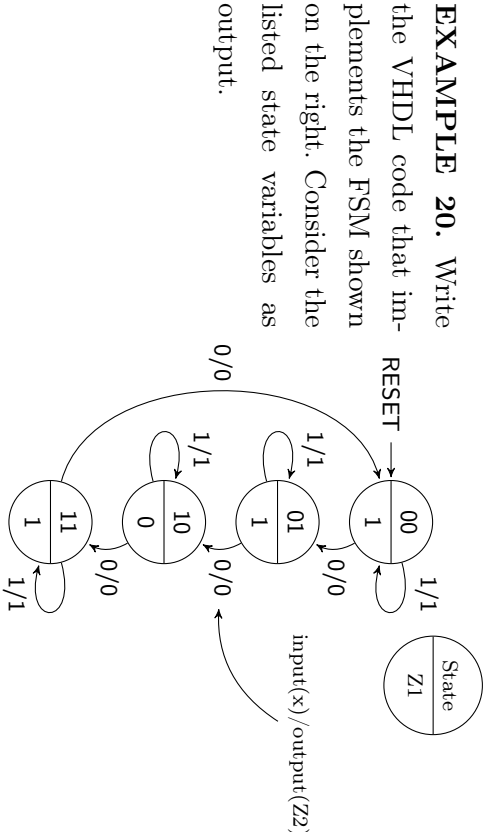 EXAMPLE 20. Write
the VHDL code that im-
plements the FSM shown
on the right. Consider the
listed state variables as
output.
RESET
00
1
1/1
0/0
01
1
1/1
0/0
10
0
1/1
0/0
11
1
1/1
0/0
State
Z1
input(x)/output(Z2)